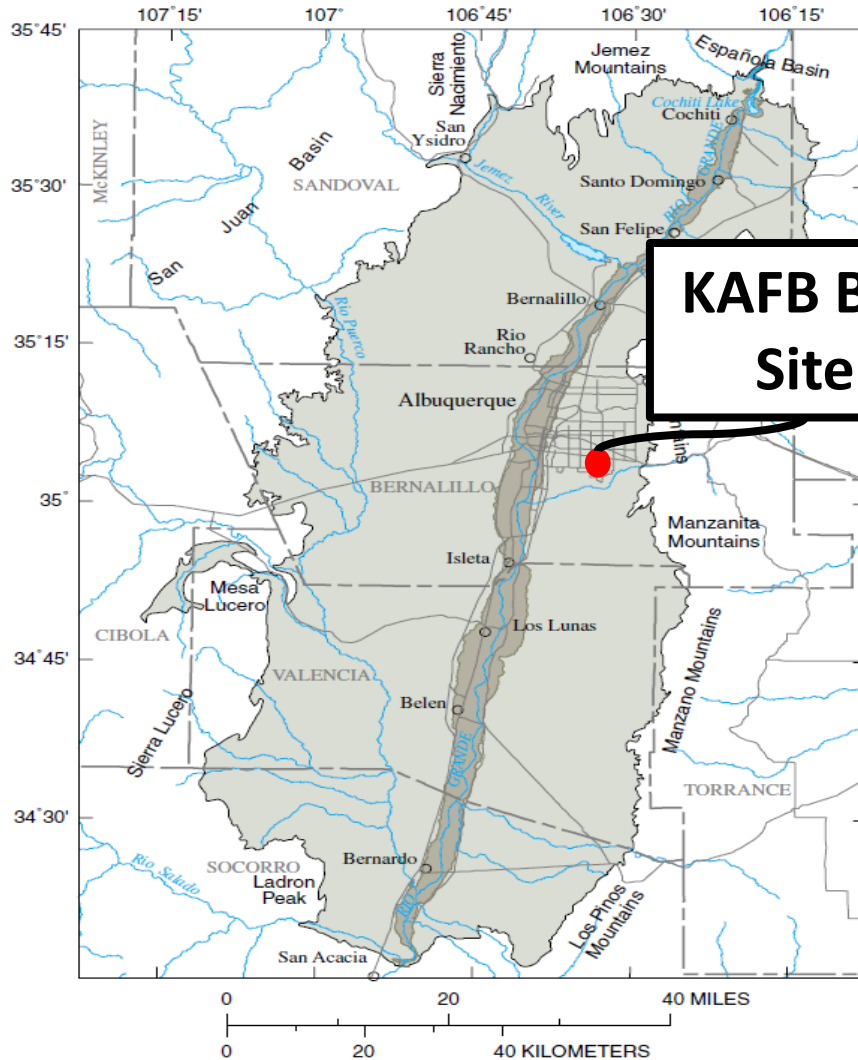 107°15'
107°
106°45'
106°30'
106°15'
35°45'
35°30'
35°15'
35°
34°45'
34°30'
Española Basin
Jemez
Mountains
Sierra
Nadimiento
Cochiti Lake
Cochiti
San
Ysidro
McKINLEY
San Juan Basin
SANDOVAL
Jemez River
Santo Domingo
RIO GRANDE
San Felipe
KAFB B
Site
Bernalillo
Rio Puerco
Rio
Rancho
Albuquerque
BERNALILLO
Manzanita
Mountains
Isleta
Mesa
Lucero
CIBOLA
Los Lunas
VALENCIA
Manzano Mountains
Sierra Lucero
Belen
RIO GRANDE
TORRANCE
Bernardo
SOCORRO
Ladron
Peak
Rio Salado
Los Pinos
Mountains
San Acacia
0 20 40 MILES
0 20 40 KILOMETERS